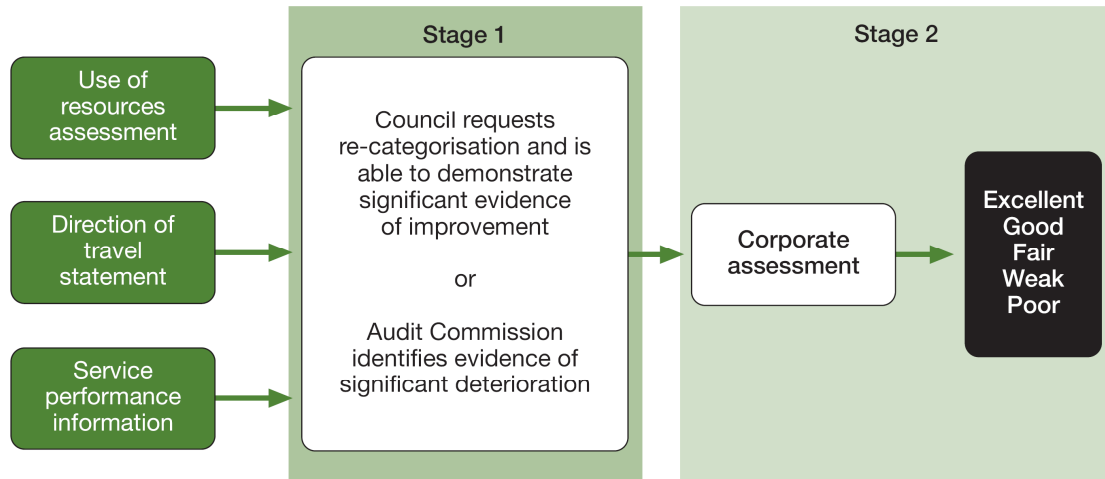 Use of
resources
assessment
Direction of
travel
statement
Service
performance
information
Stage 1
Council requests
re-categorisation and is
able to demonstrate
significant evidence
of improvement
or
Audit Commission
identifies evidence of
significant deterioration
Stage 2
Corporate
assessment
Excellent
Good
Fair
Weak
Poor